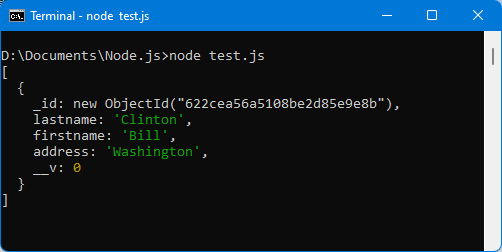 Terminal - node test.js
D:\Documents\Node.js>node test.js
[
  {
    _id: new ObjectId("622cea56a5108be2d85e9e8b"),
    lastname: 'Clinton',
    firstname: 'Bill',
    address: 'Washington',
    __v: 0
  }
]